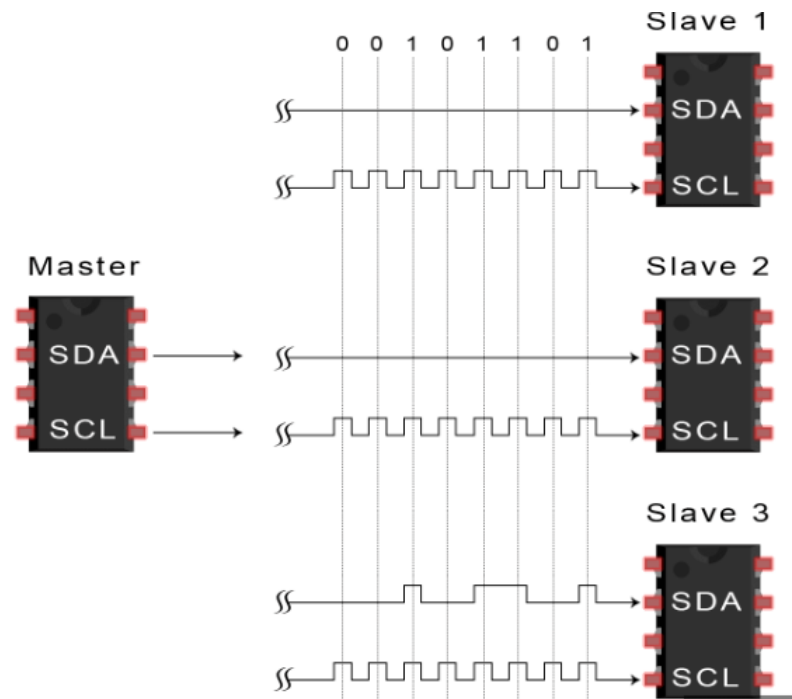 Slave 1
0 0 1 0 1 1 0 1
SDA
SCL
Master
Slave 2
SDA
SDA
SCL
SCL
Slave 3
SDA
SCL